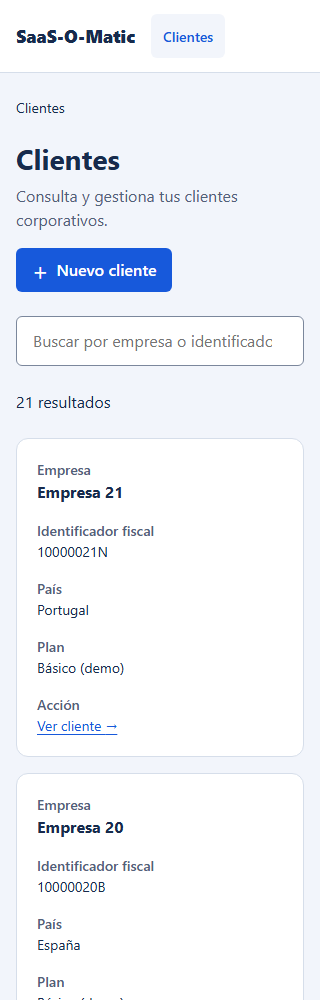 SaaS-O-Matic Clientes
Clientes
Clientes
Consulta y gestiona tus clientes
corporativos.
+ Nuevo cliente
Buscar por empresa o identificadc
21 resultados
Empresa
Empresa 21
Identificador fiscal
10000021N
País
Portugal
Plan
Básico (demo)
Acción
Ver cliente →
Empresa
Empresa 20
Identificador fiscal
10000020B
País
España
Plan